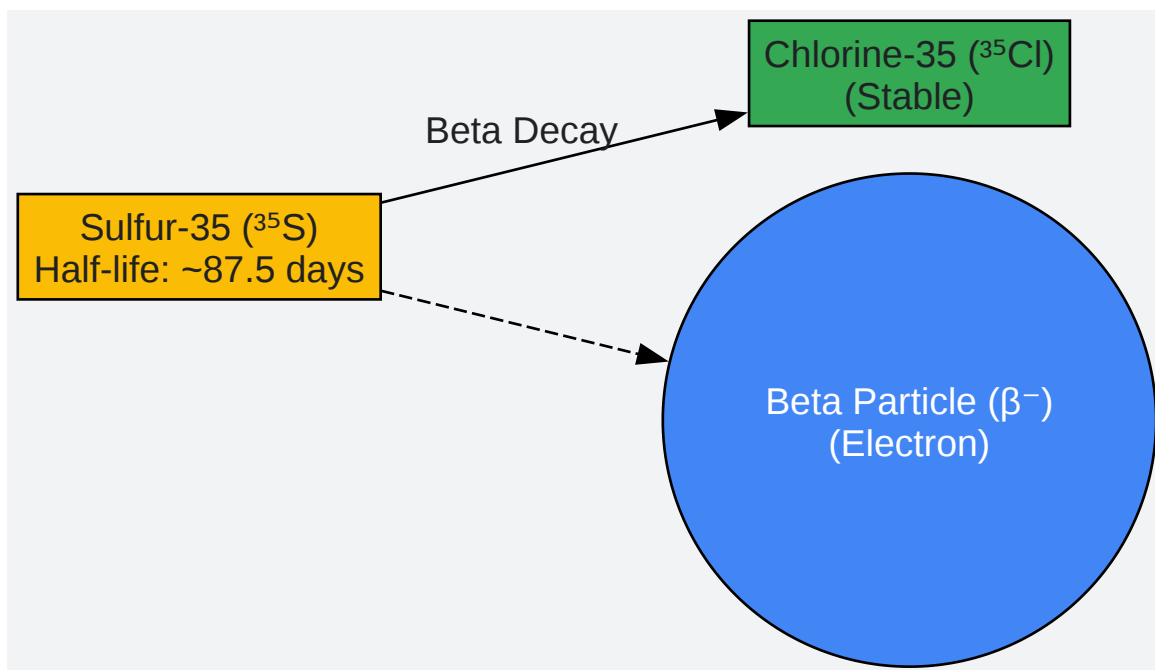 Chlorine-35 (³⁵Cl)
(Stable)
Beta Decay
Sulfur-35 (³⁵S)
Half-life: ~87.5 days
Beta Particle (β⁻)
(Electron)